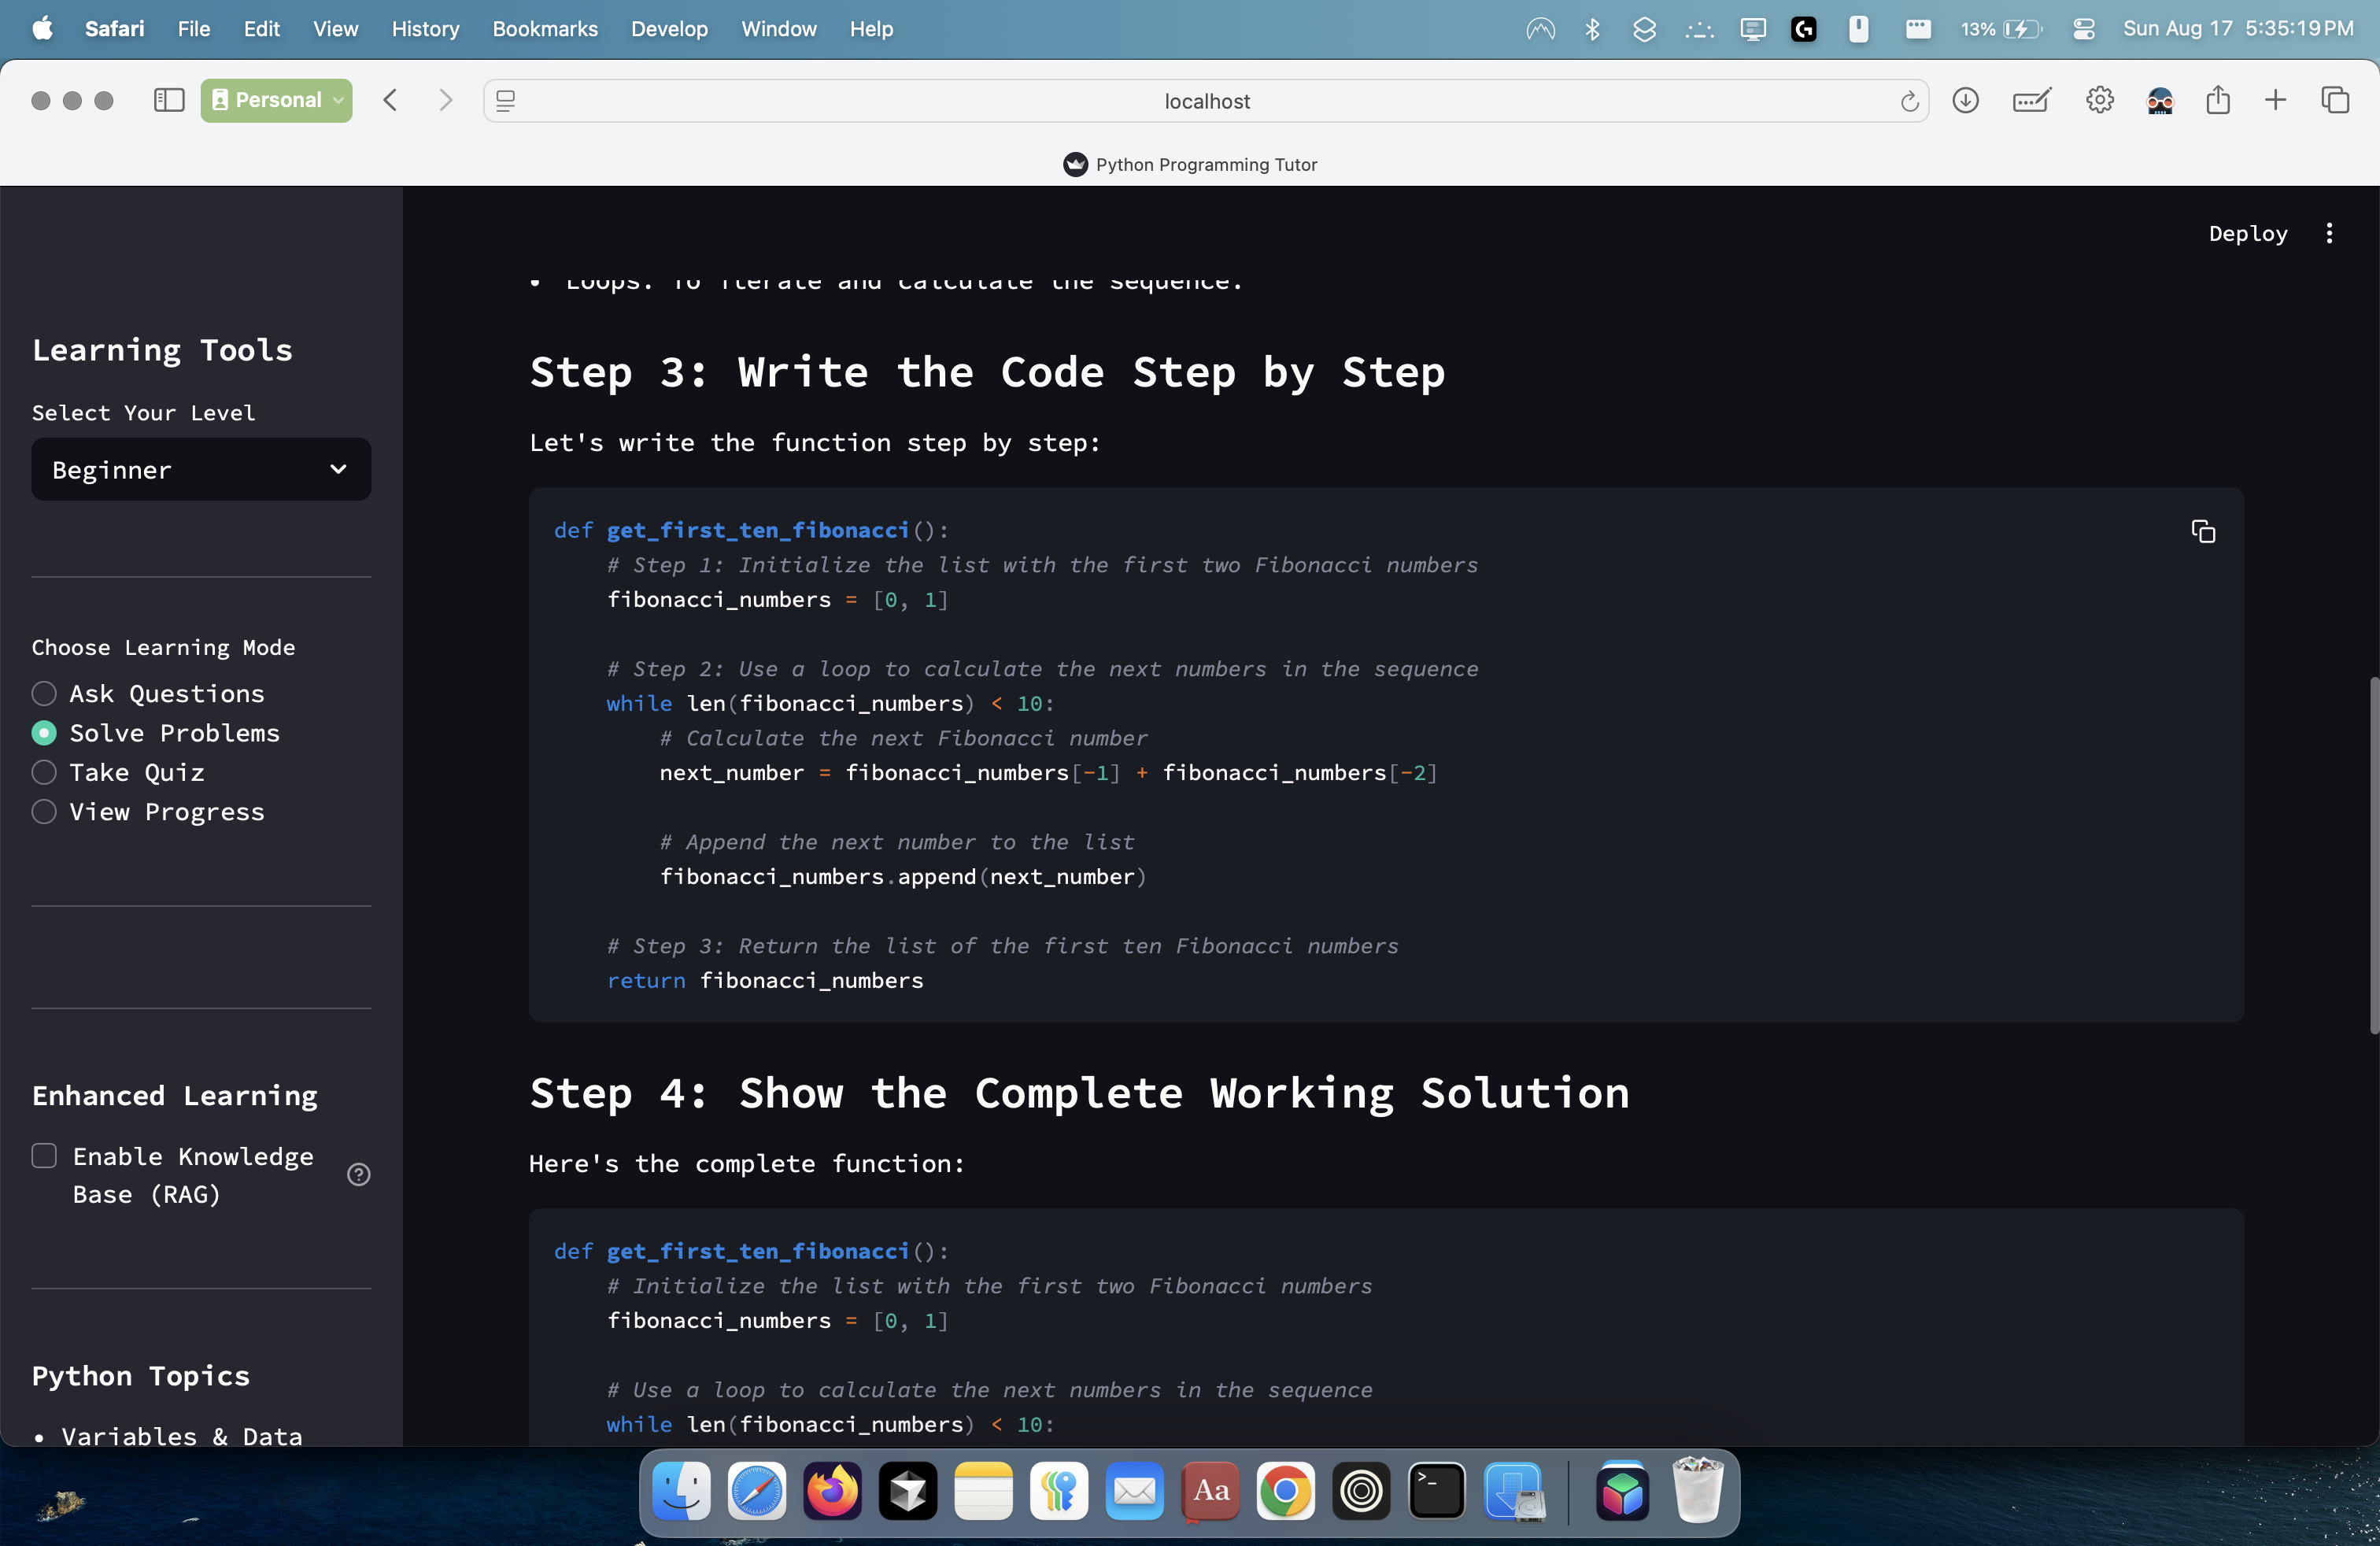 Safari File Edit View History Bookmarks Develop Window Help 13% Sun Aug 17 5:35:19 PM
Personal localhost
Python Programming Tutor
Deploy
Learning Tools
Select Your Level
Beginner
Choose Learning Mode
Ask Questions
Solve Problems
Take Quiz
View Progress
Enhanced Learning
Enable Knowledge
Base (RAG)
Python Topics
• Variables & Data
• Loops: To iterate and calculate the sequence.
Step 3: Write the Code Step by Step
Let's write the function step by step:
def get_first_ten_fibonacci():
    # Step 1: Initialize the list with the first two Fibonacci numbers
    fibonacci_numbers = [0, 1]
    # Step 2: Use a loop to calculate the next numbers in the sequence
    while len(fibonacci_numbers) < 10:
        # Calculate the next Fibonacci number
        next_number = fibonacci_numbers[-1] + fibonacci_numbers[-2]
        # Append the next number to the list
        fibonacci_numbers.append(next_number)
    # Step 3: Return the list of the first ten Fibonacci numbers
    return fibonacci_numbers
Step 4: Show the Complete Working Solution
Here's the complete function:
def get_first_ten_fibonacci():
    # Initialize the list with the first two Fibonacci numbers
    fibonacci_numbers = [0, 1]
    # Use a loop to calculate the next numbers in the sequence
    while len(fibonacci_numbers) < 10:
Aa